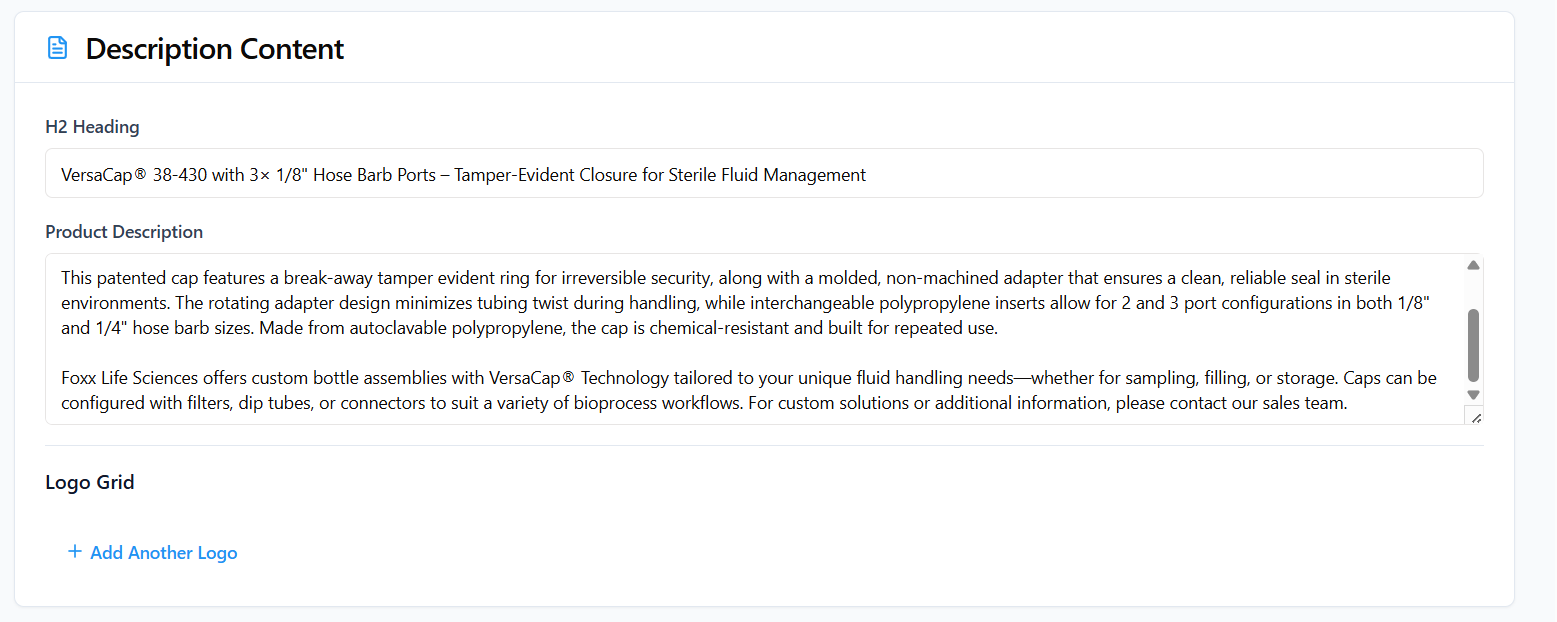 Description Content
H2 Heading
VersaCap® 38-430 with 3× 1/8" Hose Barb Ports – Tamper-Evident Closure for Sterile Fluid Management
Product Description
This patented cap features a break-away tamper evident ring for irreversible security, along with a molded, non-machined adapter that ensures a clean, reliable seal in sterile
environments. The rotating adapter design minimizes tubing twist during handling, while interchangeable polypropylene inserts allow for 2 and 3 port configurations in both 1/8"
and 1/4" hose barb sizes. Made from autoclavable polypropylene, the cap is chemical-resistant and built for repeated use.
Foxx Life Sciences offers custom bottle assemblies with VersaCap® Technology tailored to your unique fluid handling needs—whether for sampling, filling, or storage. Caps can be
configured with filters, dip tubes, or connectors to suit a variety of bioprocess workflows. For custom solutions or additional information, please contact our sales team.
Logo Grid
+ Add Another Logo